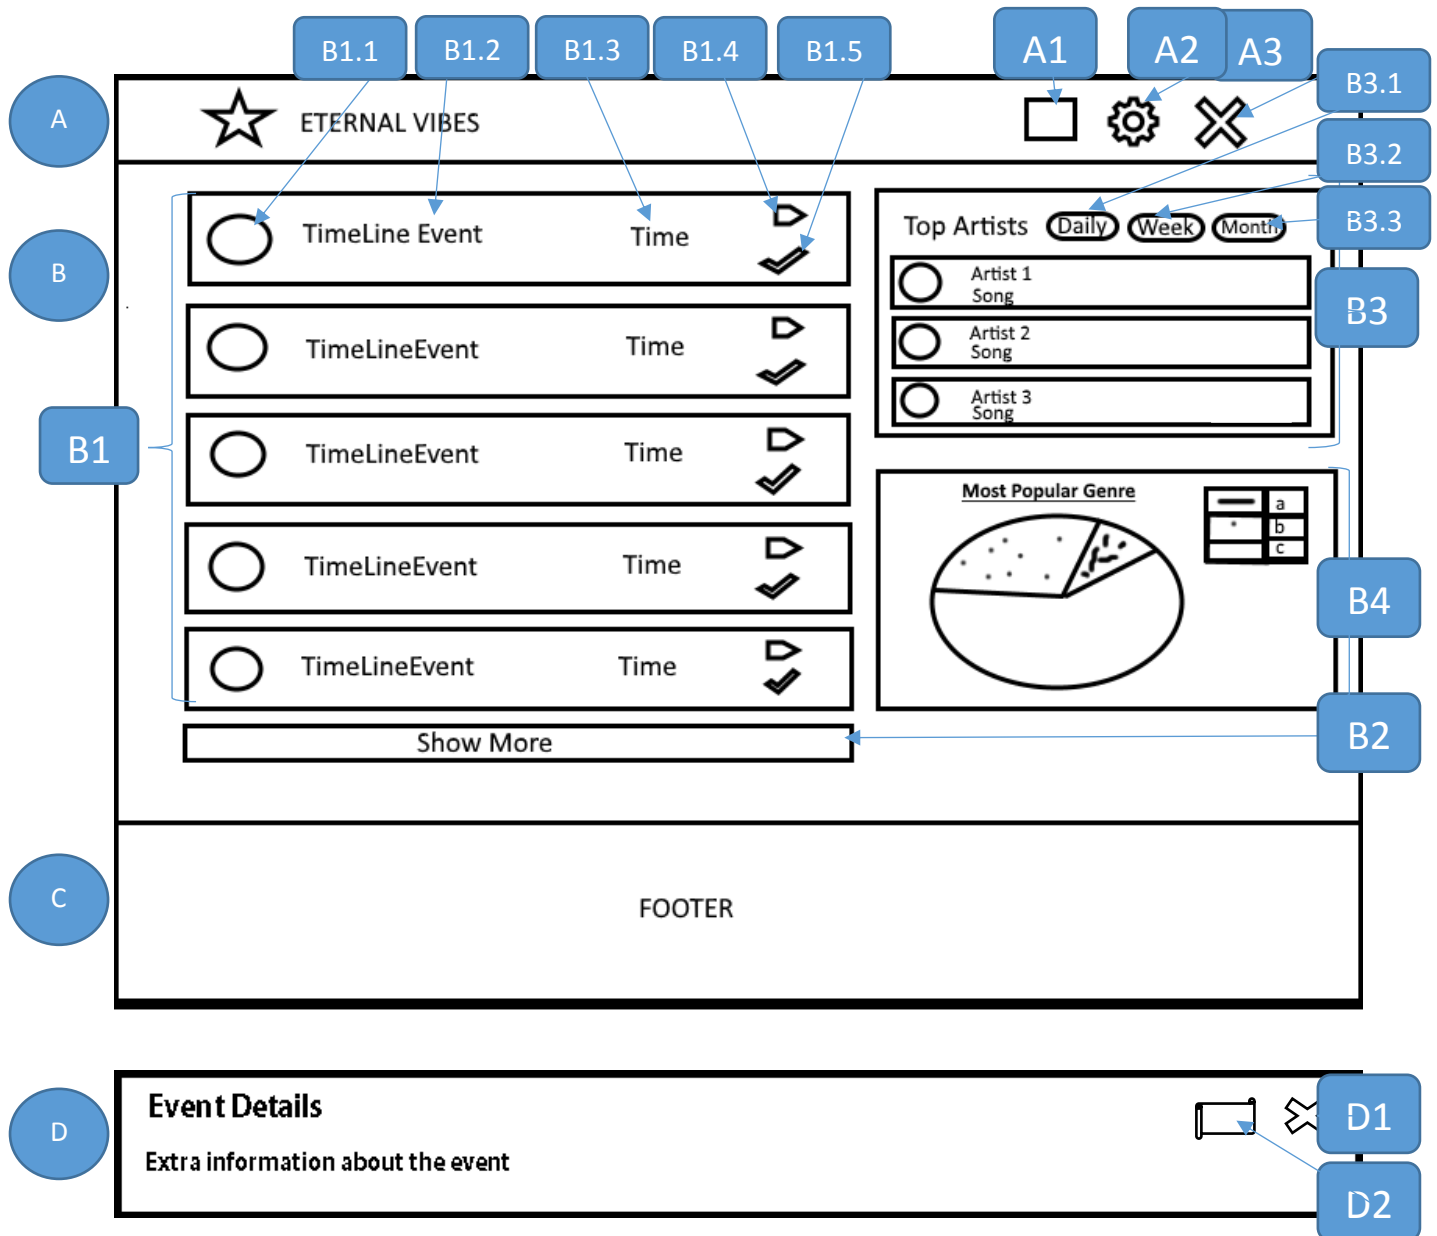 B1.1 B1.2 B1.3 B1.4 B1.5 A1 A2 A3
B3.1
A
ETERNAL VIBES
B3.2
B
TimeLine Event Time
Top Artists Daily Week Month
B3.3
Artist 1
Song
B3
TimeLineEvent Time
Artist 2
Song
Artist 3
Song
B1
TimeLineEvent Time
Most Popular Genre
a
b
c
TimeLineEvent Time
B4
TimeLineEvent Time
Show More
B2
C
FOOTER
D
Event Details
D1
Extra information about the event
D2